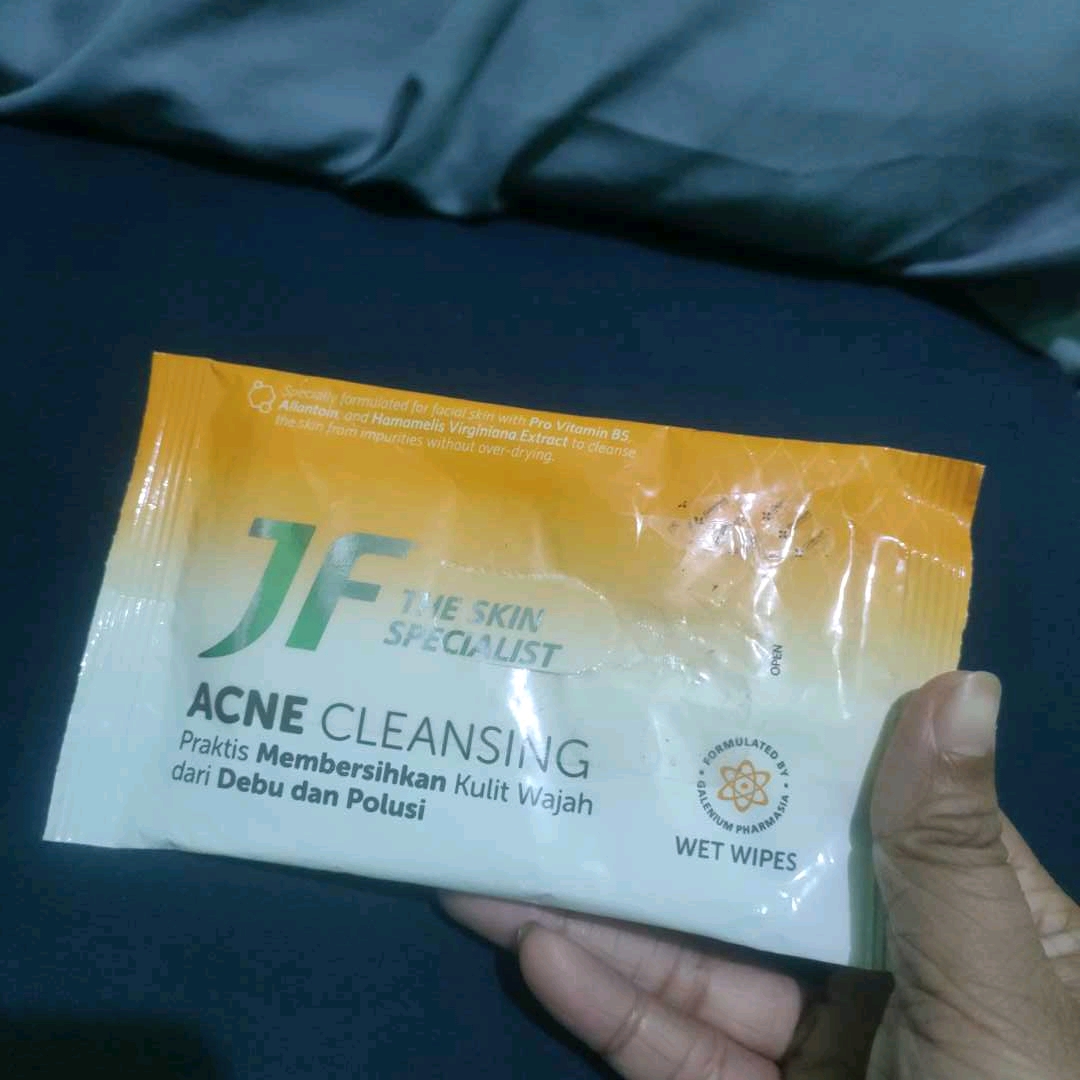 Specially formulated for facial skin with Pro Vitamin B5,
Allantoin, and Hamamelis Virginiana Extract to cleanse
the skin from impurities without over-drying.
JF
THE SKIN
SPECIALIST
OPEN
ACNE CLEANSING
Praktis Membersihkan Kulit Wajah
dari Debu dan Polusi
FORMULATED BY
GALENIUM PHARMASIA
WET WIPES